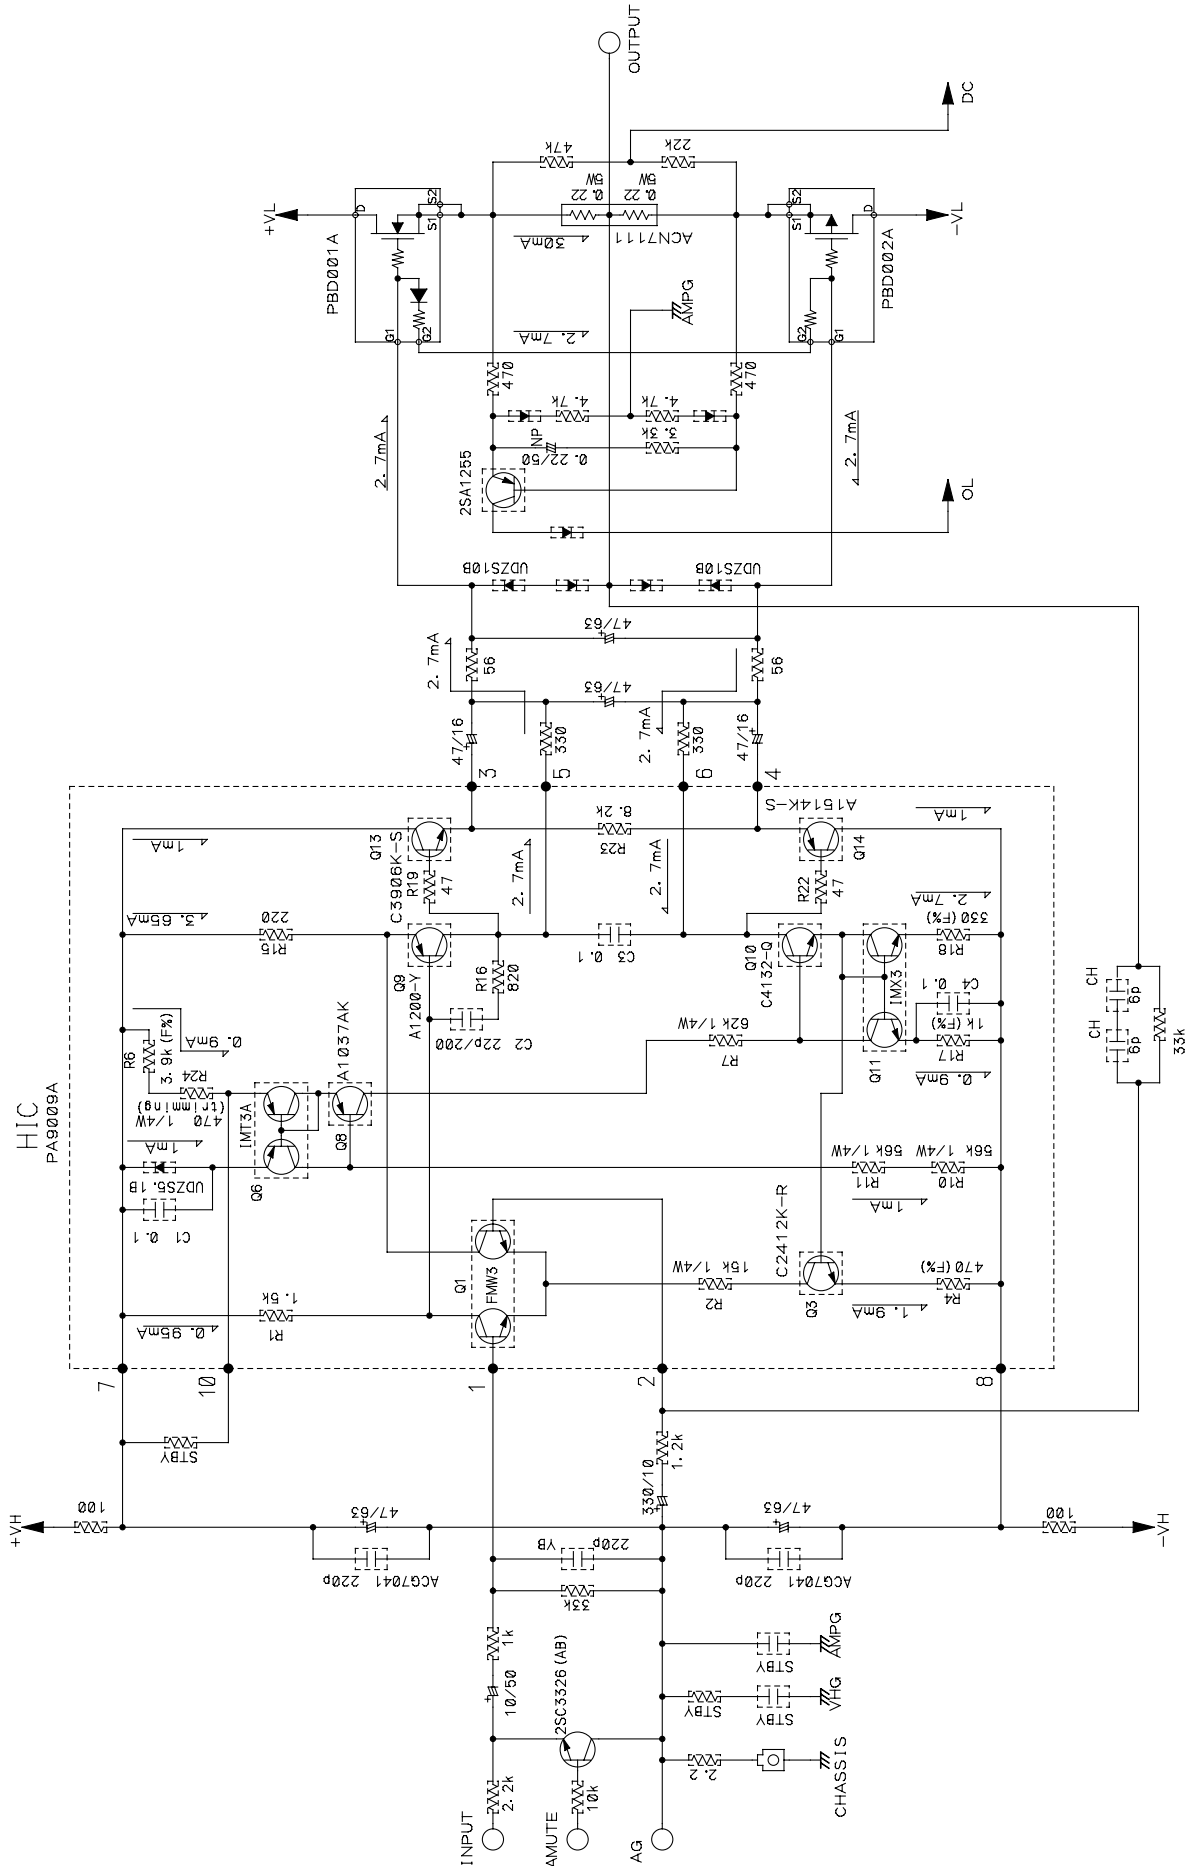 OUTPUT
DC
47k
22k
+VL
D
S2
S1
PBD001A
G1
G2
0.22
5W
0.22
5W
ACN7111
30mA
S2
S1
D
-VL
PBD002A
G2
G1
AMPG
2.7mA
470
470
4.7k
4.7k
NP
0.22/50
3.3k
2.7mA
2.7mA
2SA1255
OL
UDZS10B
UDZS10B
47/63
2.7mA
56
56
47/63
2.7mA
47/16
330
330
47/16
3
5
6
4
HIC
PA9009A
1mA
Q13
C3906K-S
R19
47
8.2k
R23
A1514K-S
Q14
R22
47
1mA
2.7mA
2.7mA
3.65mA
220
R15
Q9
A1200-Y
R16
820
C2 22p/200
C3 0.1
Q10
C4132-Q
IMX3
Q11
2.7mA
330(F%)
R18
C4 0.1
1k(F%)
R17
0.9mA
R6
3.9k(F%)
0.9mA
R24
470 1/4W
(trimming)
IMT3A
Q6
A1037AK
Q8
62k 1/4W
R7
1mA
UDZS5.1B
C1 0.1
56k 1/4W
R11
56k 1/4W
R10
1mA
Q1
FMW3
15k 1/4W
R2
C2412K-R
Q3
1.9mA
470(F%)
R4
1.5k
R1
0.95mA
7
10
1
2
8
CH
6p
CH
6p
33k
STBY
1.2k
330/10
+VH
100
47/63
220p
ACG7041
47/63
220p
ACG7041
100
-VH
220p
YB
33k
1k
10/50
2SC3326(AB)
2.2k
10k
INPUT
AMUTE
AG
STBY
AMPG
STBY
STBY
VHG
2.2
CHASSIS